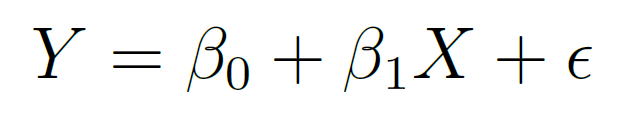 Y = β₀ + β₁X + ϵ